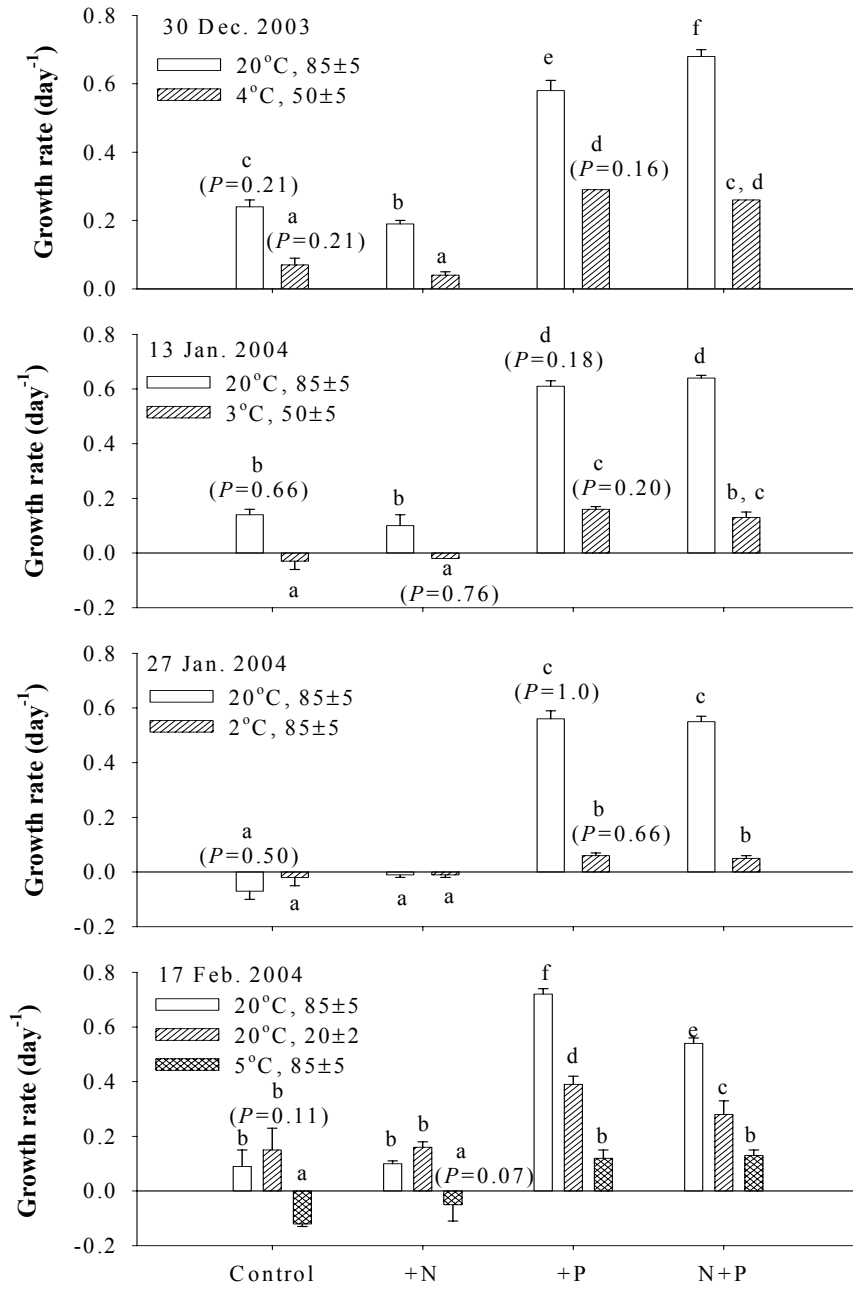 0.8
30 Dec. 2003
f
20°C, 85±5
e
4°C, 50±5
0.6
d
(P=0.16)
0.4
c
(P=0.21)
a
(P=0.21)
b
a
c, d
0.2
0.0
Growth rate (day-1)
13 Jan. 2004
0.8
20°C, 85±5
3°C, 50±5
d
(P=0.18)
d
0.6
0.4
b
(P=0.66)
b
c
(P=0.20)
b, c
0.2
0.0
a
a
(P=0.76)
-0.2
Growth rate (day-1)
0.8
27 Jan. 2004
20°C, 85±5
2°C, 85±5
c
(P=1.0)
c
0.6
0.4
0.2
a
(P=0.50)
b
(P=0.66)
b
0.0
a
a
a
-0.2
Growth rate (day-1)
0.8
17 Feb. 2004
20°C, 85±5
20°C, 20±2
5°C, 85±5
f
e
0.6
d
c
0.4
b
b
(P=0.11)
a
b
b
a
(P=0.07)
b
b
0.2
0.0
-0.2
Growth rate (day-1)
Control
+N
+P
N+P